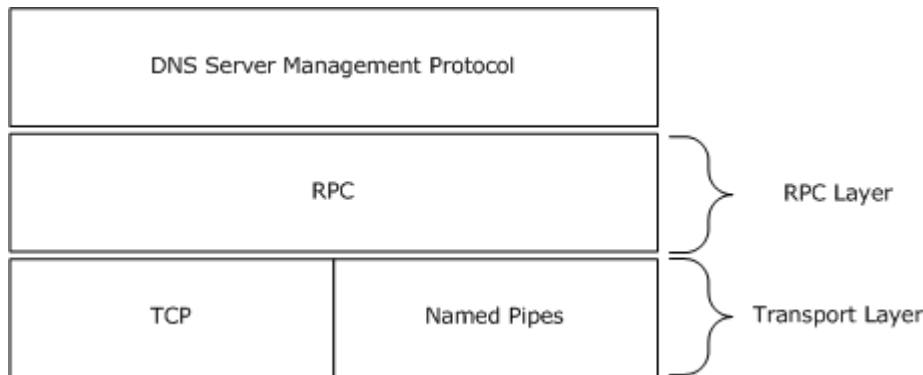 DNS Server Management Protocol
RPC
RPC Layer
TCP
Named Pipes
Transport Layer